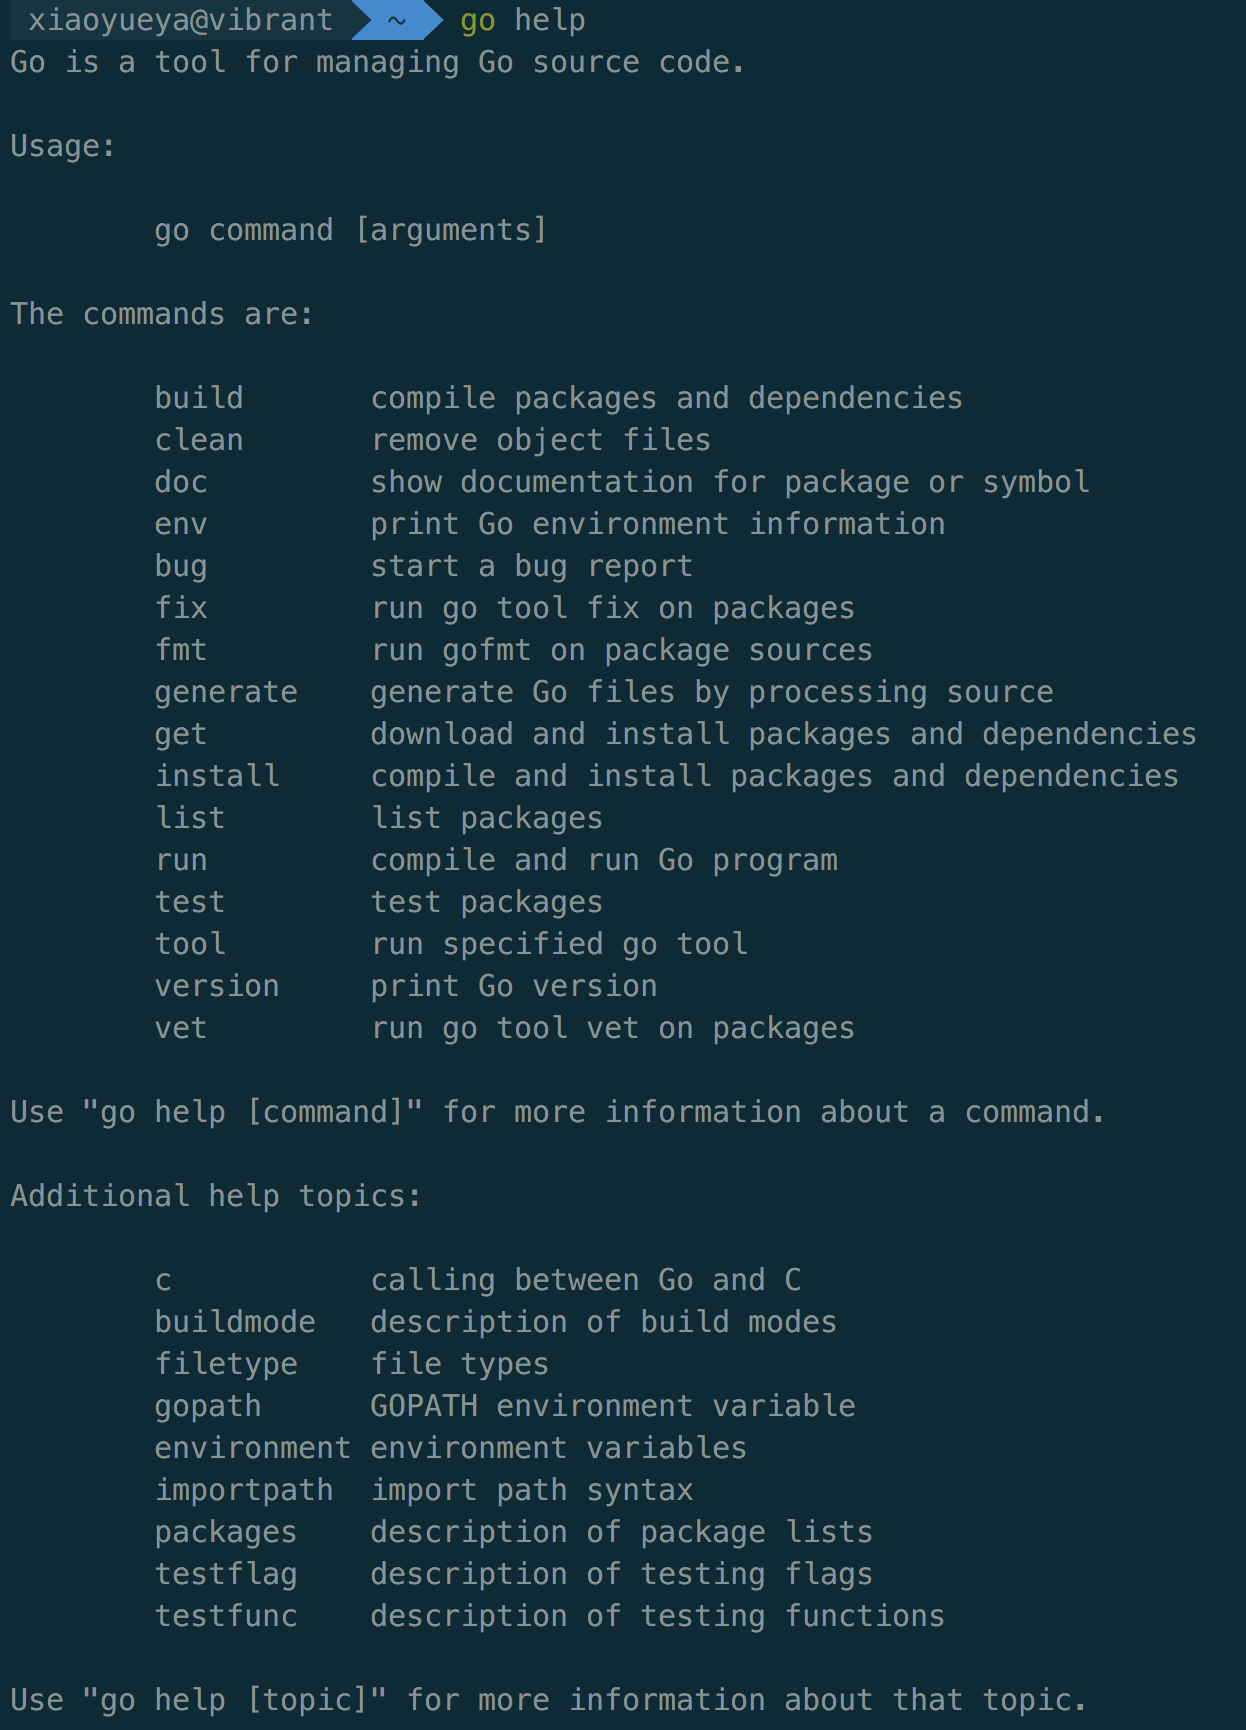 xiaoyueya@vibrant ~ go help
Go is a tool for managing Go source code.
Usage:
go command [arguments]
The commands are:
build compile packages and dependencies
clean remove object files
doc show documentation for package or symbol
env print Go environment information
bug start a bug report
fix run go tool fix on packages
fmt run gofmt on package sources
generate generate Go files by processing source
get download and install packages and dependencies
install compile and install packages and dependencies
list list packages
run compile and run Go program
test test packages
tool run specified go tool
version print Go version
vet run go tool vet on packages
Use "go help [command]" for more information about a command.
Additional help topics:
c calling between Go and C
buildmode description of build modes
filetype file types
gopath GOPATH environment variable
environment environment variables
importpath import path syntax
packages description of package lists
testflag description of testing flags
testfunc description of testing functions
Use "go help [topic]" for more information about that topic.